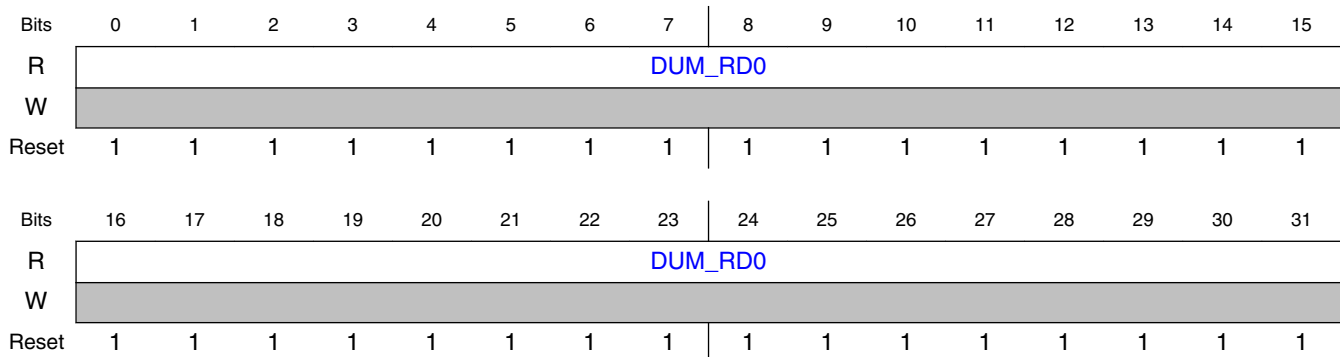 Bits 0 1 2 3 4 5 6 7 8 9 10 11 12 13 14 15
R DUM_RD0
W
Reset 1 1 1 1 1 1 1 1 1 1 1 1 1 1 1 1
Bits 16 17 18 19 20 21 22 23 24 25 26 27 28 29 30 31
R DUM_RD0
W
Reset 1 1 1 1 1 1 1 1 1 1 1 1 1 1 1 1